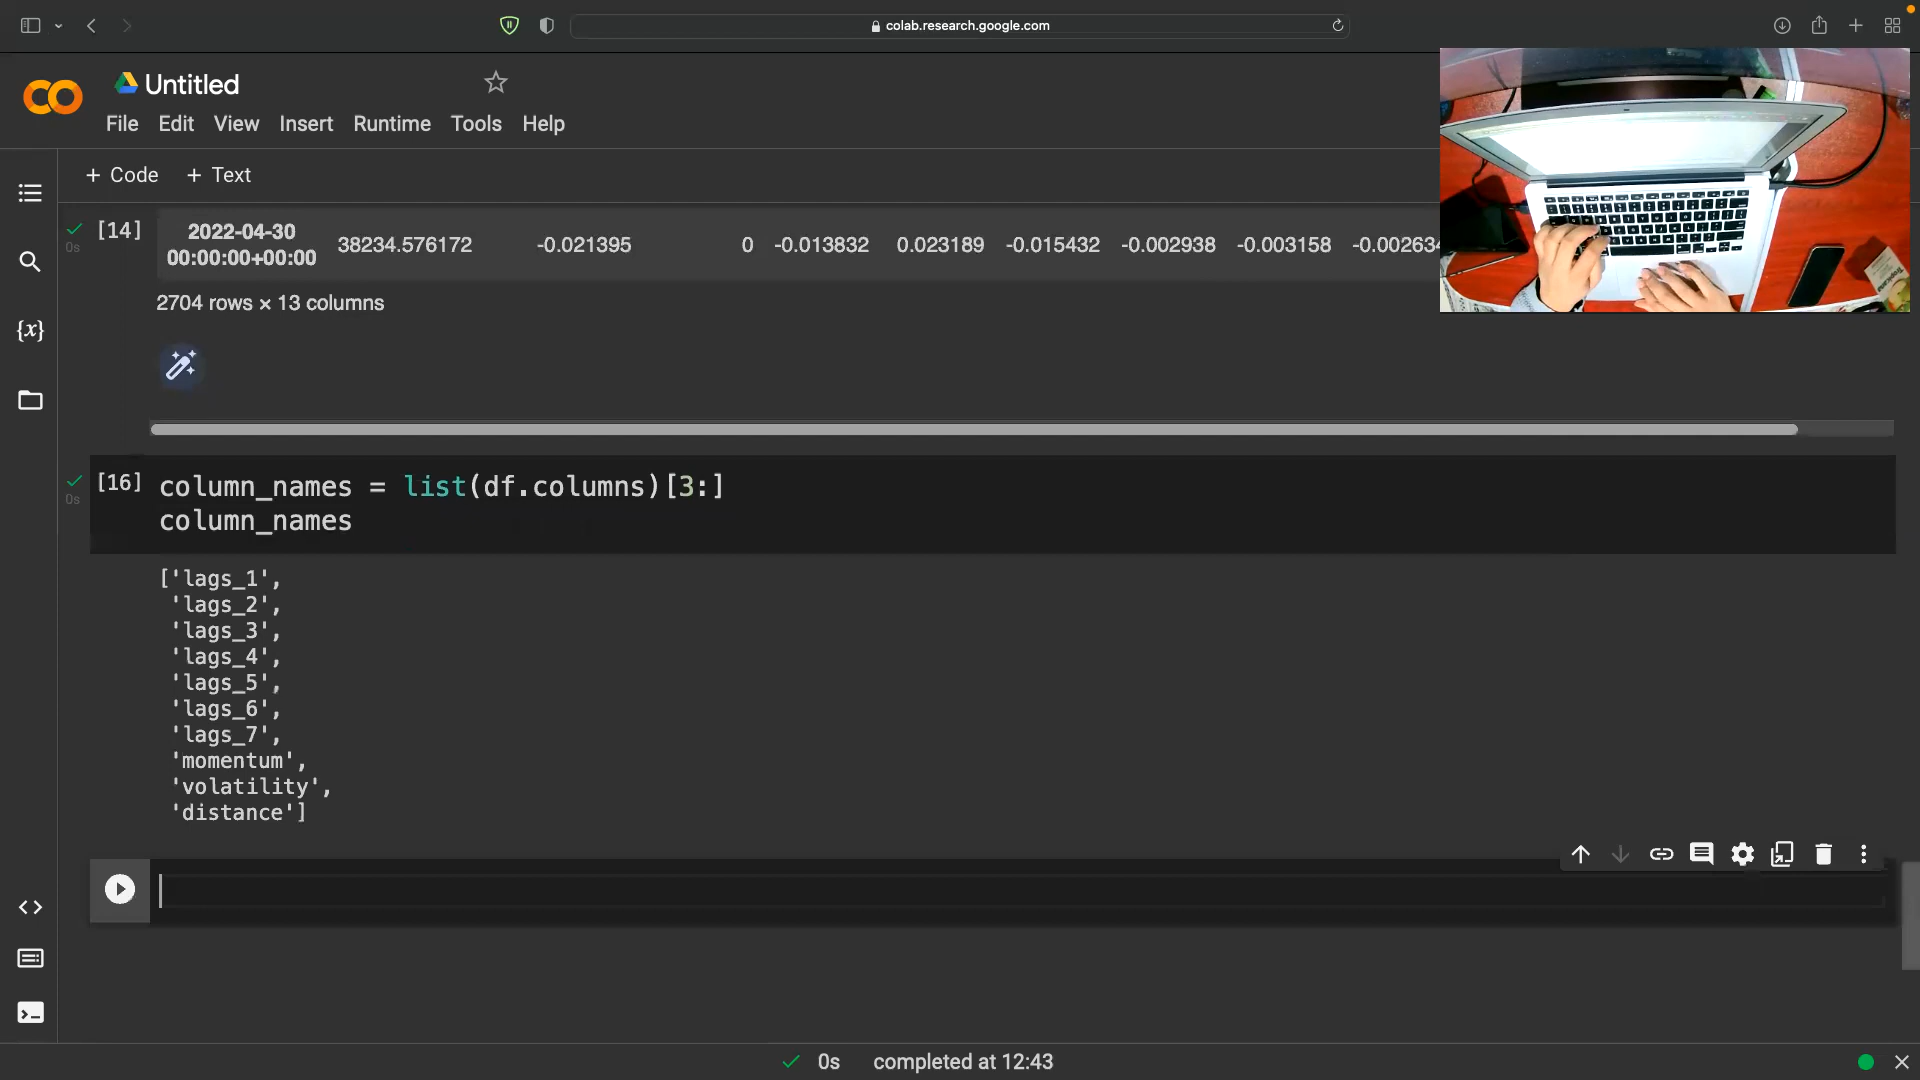 colab.research.google.com
Untitled
File Edit View Insert Runtime Tools Help
+ Code + Text
[14] 2022-04-30 00:00:00+00:00 38234.576172 -0.021395 0 -0.013832 0.023189 -0.015432 -0.002938 -0.003158 -0.002634
0s
2704 rows × 13 columns
{x}
[16] column_names = list(df.columns)[3:]
0s
column_names
['lags_1',
'lags_2',
'lags_3',
'lags_4',
'lags_5',
'lags_6',
'lags_7',
'momentum',
'volatility',
'distance']
0s completed at 12:43